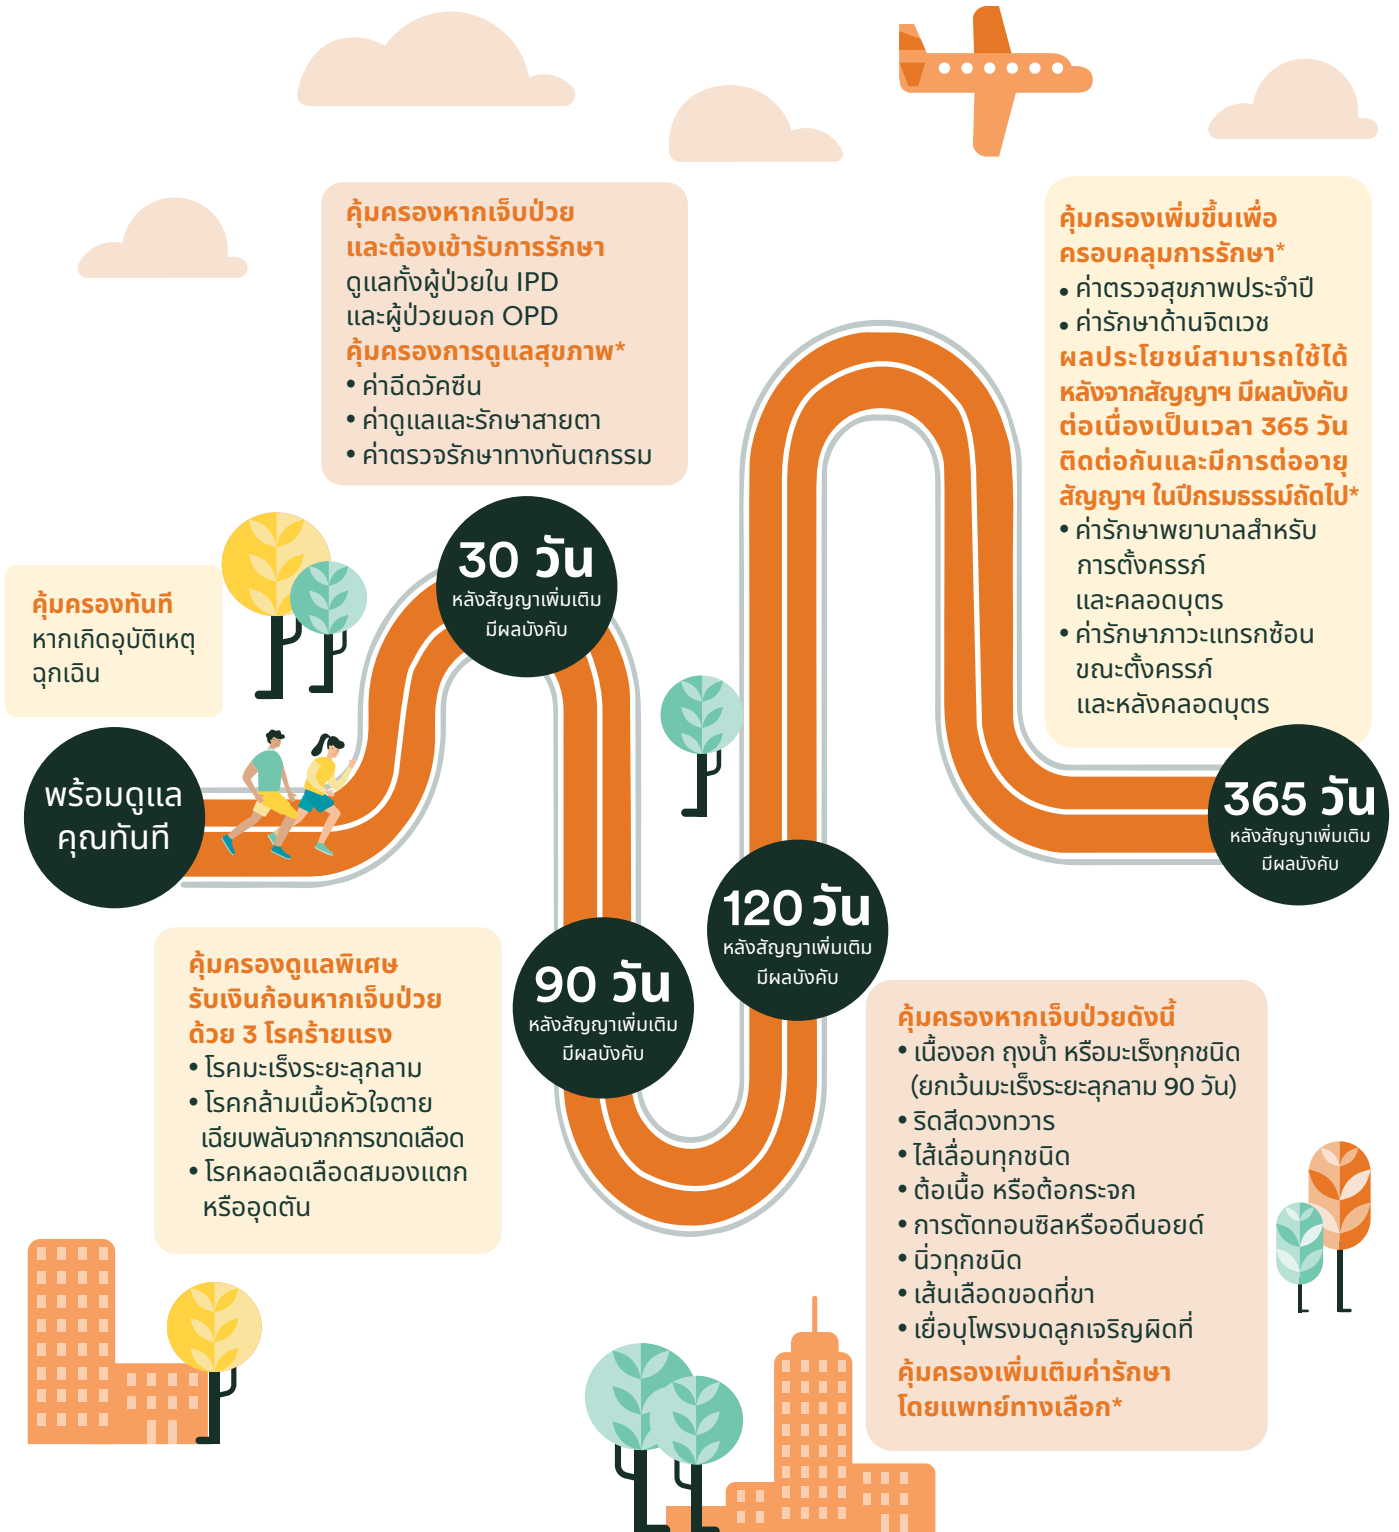 คุ้มครองทันที
หากเกิดอุบัติเหตุ
ฉุกเฉิน
พร้อมดูแล
คุณทันที
คุ้มครองหากเจ็บป่วย
และต้องเข้ารับการรักษา
ดูแลทั้งผู้ป่วยใน IPD
และผู้ป่วยนอก OPD
คุ้มครองการดูแลสุขภาพ*
• ค่าฉีดวัคซีน
• ค่าดูแลและรักษาสายตา
• ค่าตรวจรักษาทางทันตกรรม
30 วัน
หลังสัญญาเพิ่มเติม
มีผลบังคับ
คุ้มครองดูแลพิเศษ
รับเงินก้อนหากเจ็บป่วย
ด้วย 3 โรคร้ายแรง
• โรคมะเร็งระยะลุกลาม
• โรคกล้ามเนื้อหัวใจตาย
เฉียบพลันจากการขาดเลือด
• โรคหลอดเลือดสมองแตก
หรืออุดตัน
90 วัน
หลังสัญญาเพิ่มเติม
มีผลบังคับ
120 วัน
หลังสัญญาเพิ่มเติม
มีผลบังคับ
คุ้มครองหากเจ็บป่วยดังนี้
• เนื้องอก ถุงน้ำ หรือมะเร็งทุกชนิด
(ยกเว้นมะเร็งระยะลุกลาม 90 วัน)
• ริดสีดวงทวาร
• ไส้เลื่อนทุกชนิด
• ต้อเนื้อ หรือต้อกระจก
• การตัดทอนซิลหรืออดีนอยด์
• นิ่วทุกชนิด
• เส้นเลือดขอดที่ขา
• เยื่อบุโพรงมดลูกเจริญผิดที่
คุ้มครองเพิ่มเติมค่ารักษา
โดยแพทย์ทางเลือก*
คุ้มครองเพิ่มขึ้นเพื่อ
ครอบคลุมการรักษา*
• ค่าตรวจสุขภาพประจำปี
• ค่ารักษาด้านจิตเวช
ผลประโยชน์สามารถใช้ได้
หลังจากสัญญาฯ มีผลบังคับ
ต่อเนื่องเป็นเวลา 365 วัน
ติดต่อกันและมีการต่ออายุ
สัญญาฯ ในปีกรมธรรม์ถัดไป*
• ค่ารักษาพยาบาลสำหรับ
การตั้งครรภ์
และคลอดบุตร
• ค่ารักษาภาวะแทรกซ้อน
ขณะตั้งครรภ์
และหลังคลอดบุตร
365 วัน
หลังสัญญาเพิ่มเติม
มีผลบังคับ